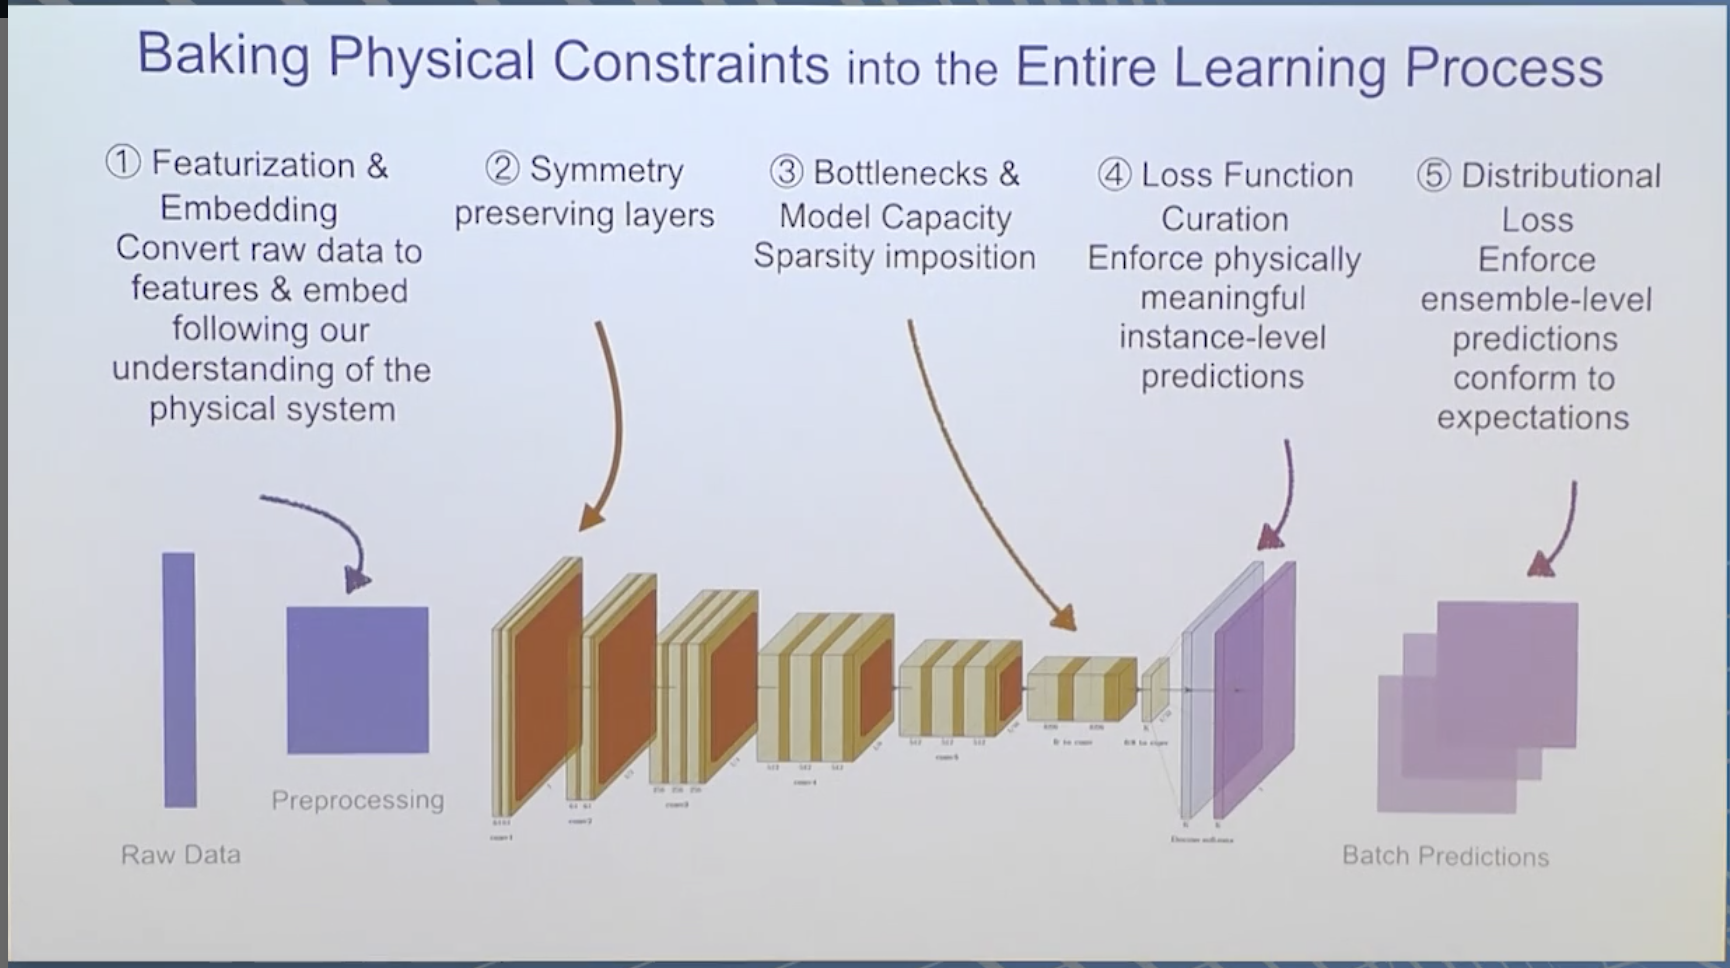 Baking Physical Constraints into the Entire Learning Process
① Featurization &
Embedding
Convert raw data to
features & embed
following our
understanding of the
physical system
② Symmetry
preserving layers
③ Bottlenecks &
Model Capacity
Sparsity imposition
④ Loss Function
Curation
Enforce physically
meaningful
instance-level
predictions
⑤ Distributional
Loss
Enforce
ensemble-level
predictions
conform to
expectations
Preprocessing
Raw Data
Batch Predictions